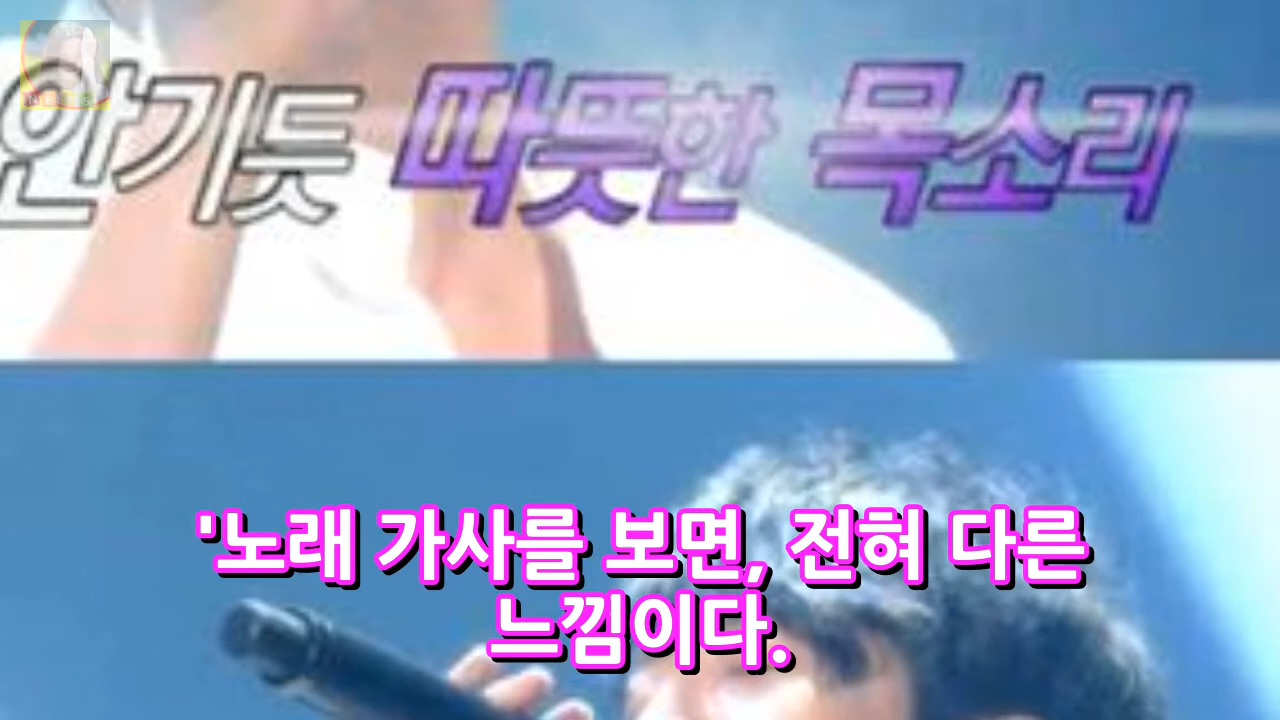 안기듯 따뜻한 목소리
'노래 가사를 보면, 전혀 다른
느낌이다.